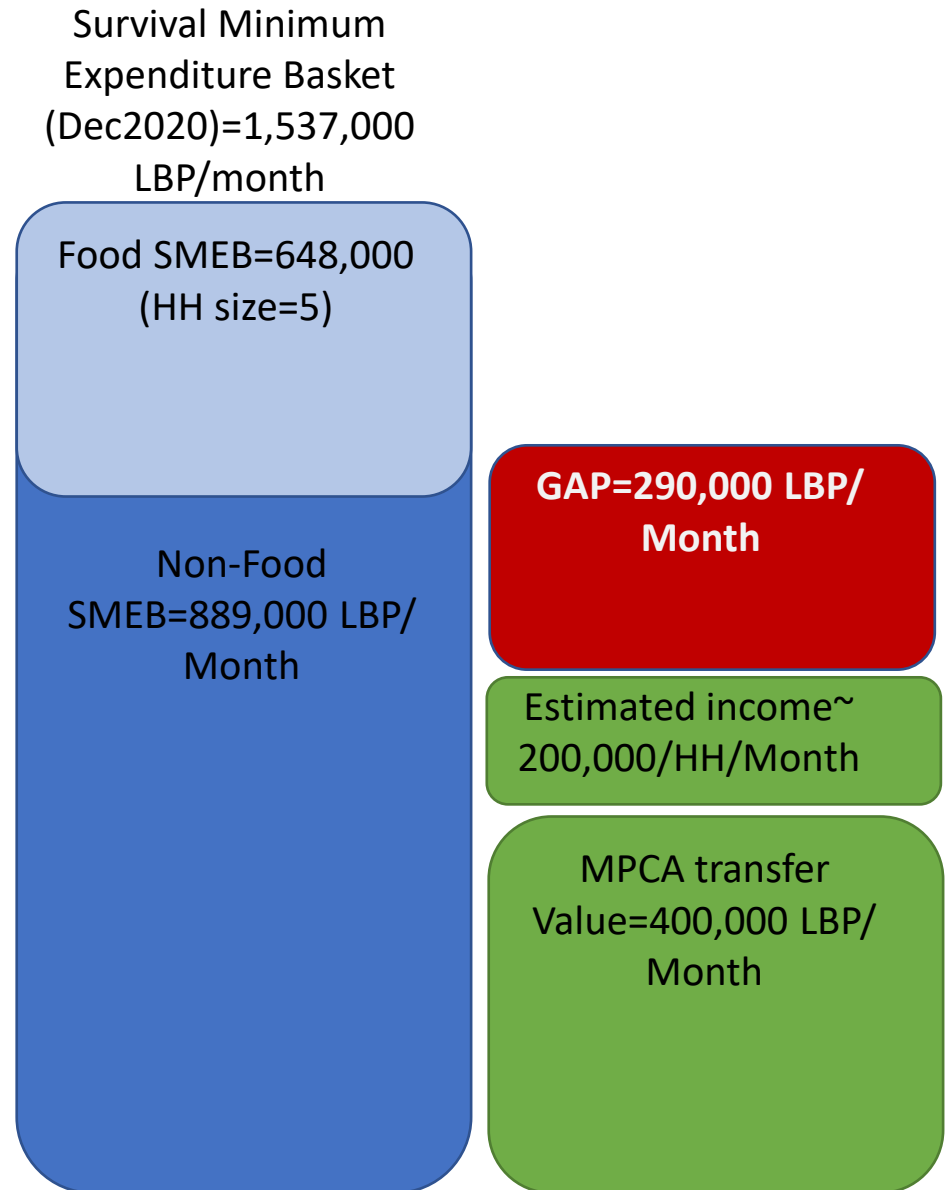 Survival Minimum
Expenditure Basket
(Dec2020)=1,537,000
LBP/month
Food SMEB=648,000
(HH size=5)
Non-Food
SMEB=889,000 LBP/
Month
GAP=290,000 LBP/
Month
Estimated income~
200,000/HH/Month
MPCA transfer
Value=400,000 LBP/
Month